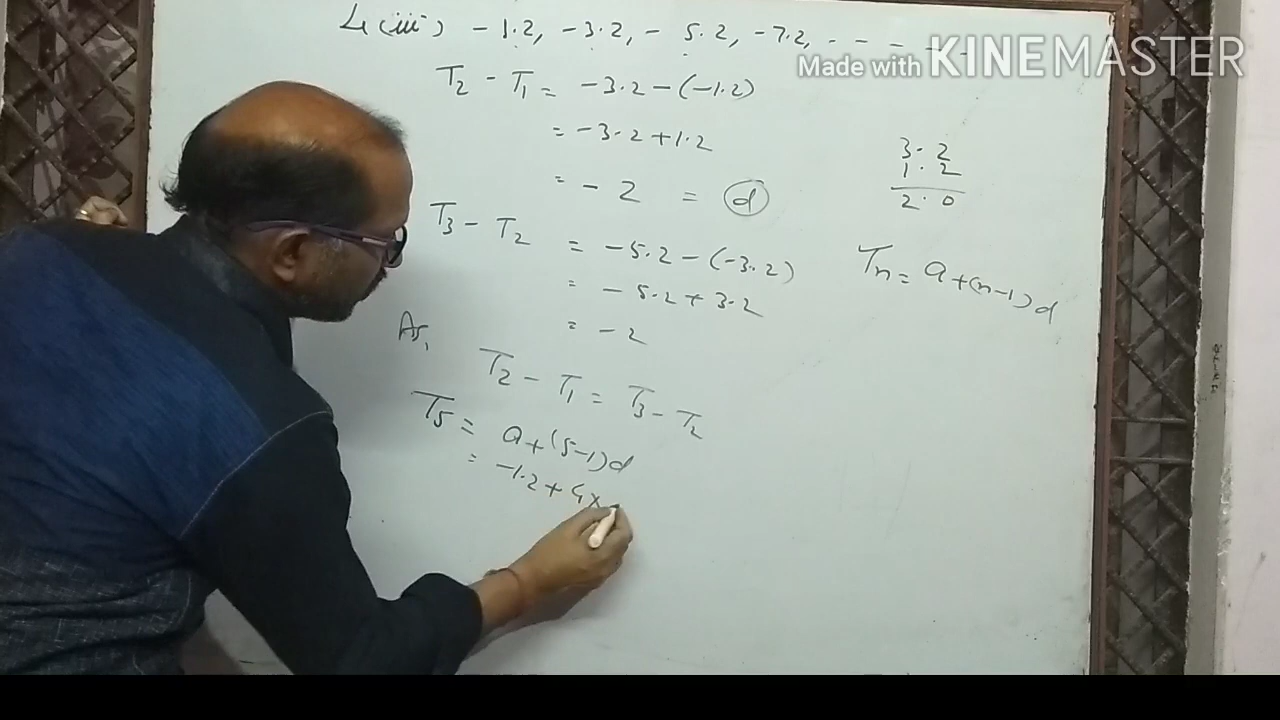 4(iii) -1.2, -3.2, -5.2, -7.2, - - - - -
Made with KINEMASTER
T2 - T1 = -3.2-(-1.2)
= -3.2+1.2
= -2 = d
3.2
1.2
2.0
T3 - T2 = -5.2-(-3.2)
= -5.2+3.2
= -2
Tn = a+(n-1)d
As,
T2 - T1 = T3 - T2
T5 = a+(5-1)d
= -1.2+4x